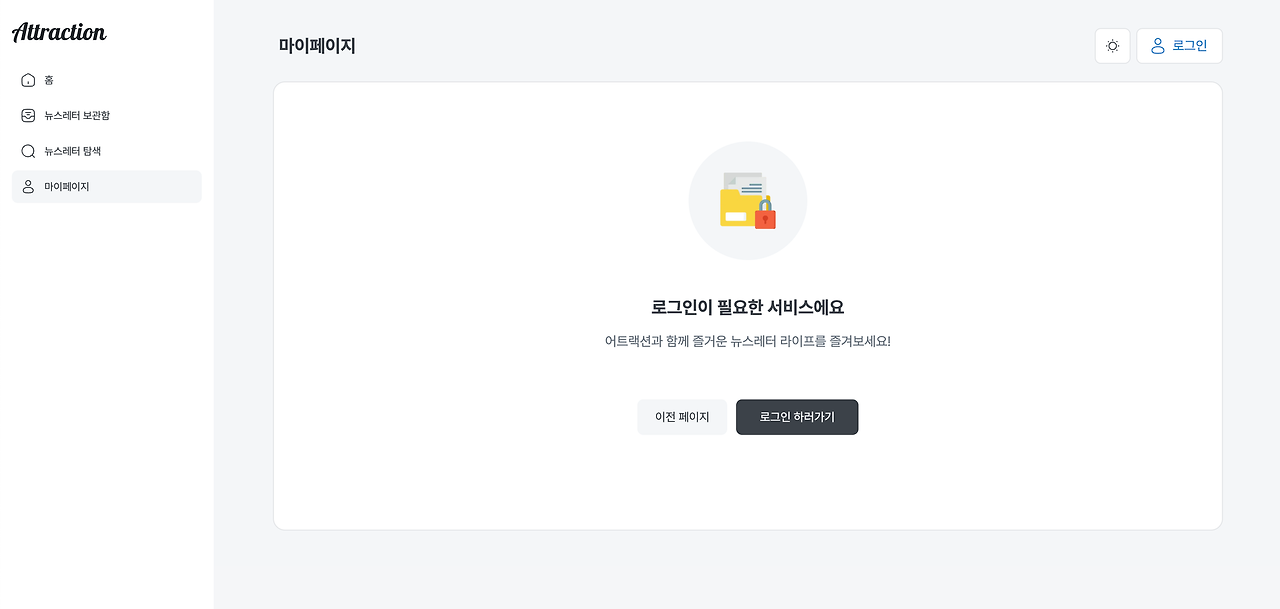 Attraction
홈
뉴스레터 보관함
뉴스레터 탐색
마이페이지
마이페이지
로그인
로그인이 필요한 서비스에요
어트랙션과 함께 즐거운 뉴스레터 라이프를 즐겨보세요!
이전 페이지
로그인 하러가기